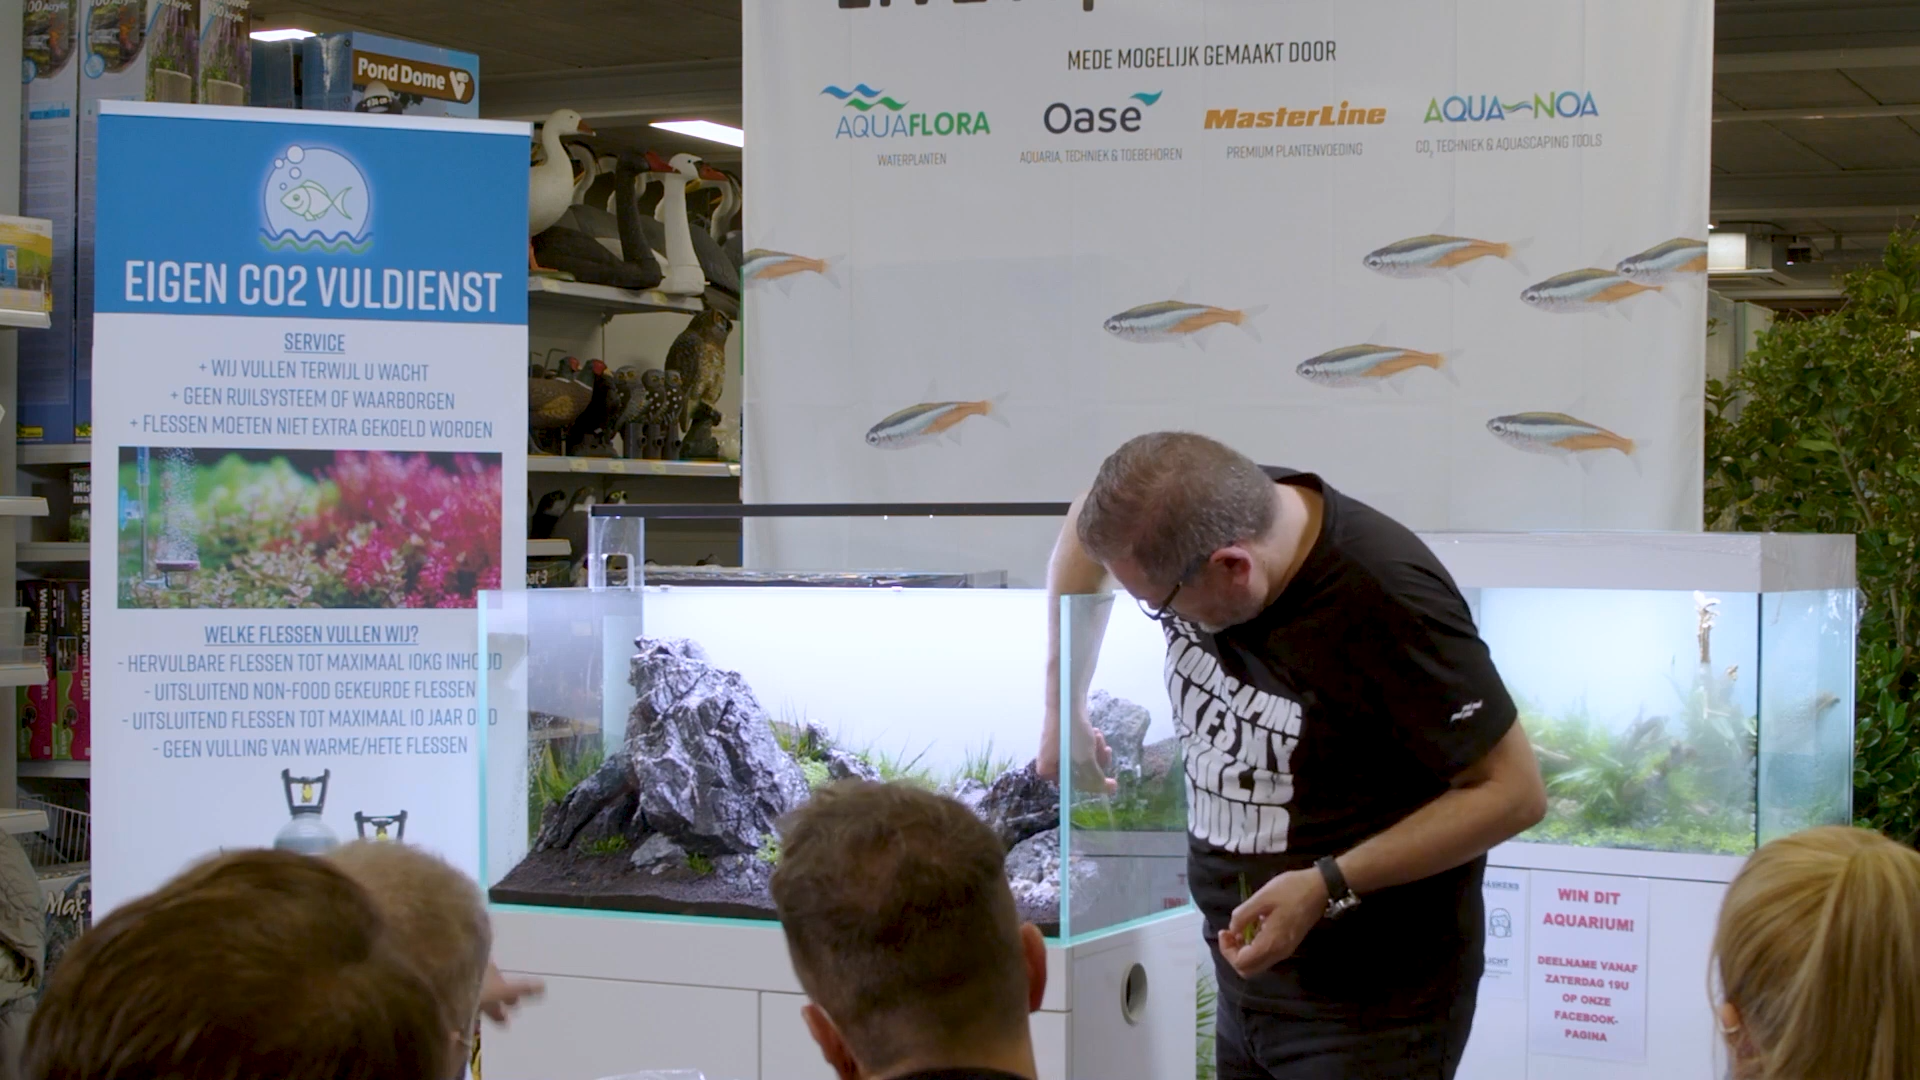 Pond Dome
MEDE MOGELIJK GEMAAKT DOOR
AQUAFLORA
WATERPLANTEN
Oase
AQUARIA, TECHNIEK & TOEBEHOREN
MasterLine
PREMIUM PLANTENVOEDING
AQUA NOA
CO2 TECHNIEK & AQUASCAPING TOOLS
EIGEN CO2 VULDIENST
SERVICE
+ WIJ VULLEN TERWIJL U WACHT
+ GEEN RUILSYSTEEM OF WAARBORGEN
+ FLESSEN MOETEN NIET EXTRA GEKOELD WORDEN
WELKE FLESSEN VULLEN WIJ?
- HERVULBARE FLESSEN TOT MAXIMAAL 10KG INHOUD
- UITSLUITEND NON-FOOD GEKEURDE FLESSEN
- UITSLUITEND FLESSEN TOT MAXIMAAL 10 JAAR OUD
- GEEN VULLING VAN WARME/HETE FLESSEN
WIN DIT
AQUARIUM!
DEELNAME VANAF
ZATERDAG 19U
OP ONZE
FACEBOOK-
PAGINA